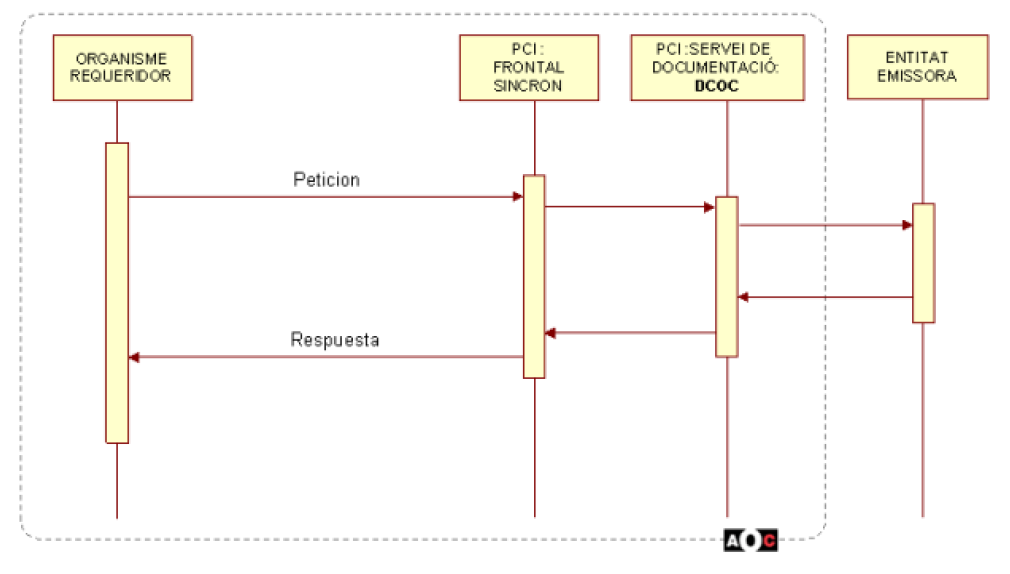 ORGANISME
REQUERIDOR
PCI :
FRONTAL
SINCRON
PCI :SERVEI DE
DOCUMENTACIÓ:
DCOC
ENTITAT
EMISSORA
Peticion
Respuesta
AOC